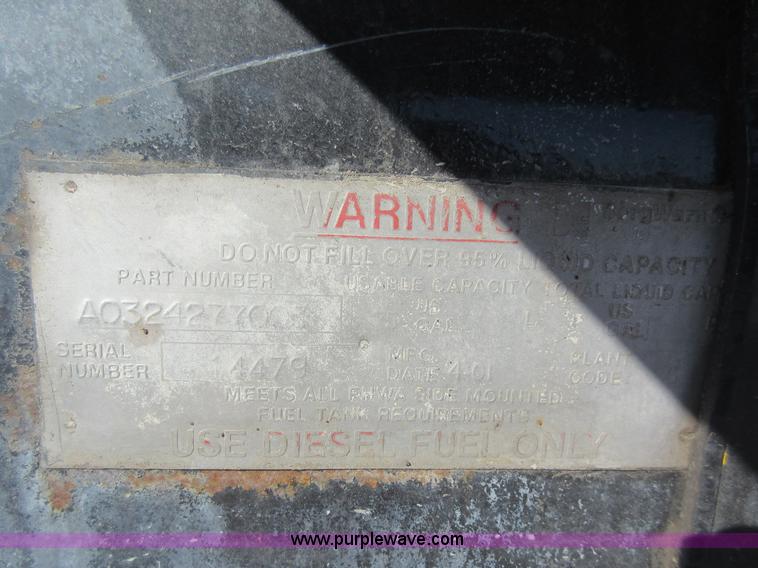 WARNING
DO NOT FILL OVER 95% LIQUID CAPACITY
PART NUMBER USABLE CAPACITY TOTAL LIQUID CAP
US US
A03242770
GAL L GAL
SERIAL NUMBER 4479 MFG. DATE 4.01 PLANT CODE
MEETS ALL FHWA SIDE MOUNTED
FUEL TANK REQUIREMENTS
USE DIESEL FUEL ONLY
www.purplewave.com